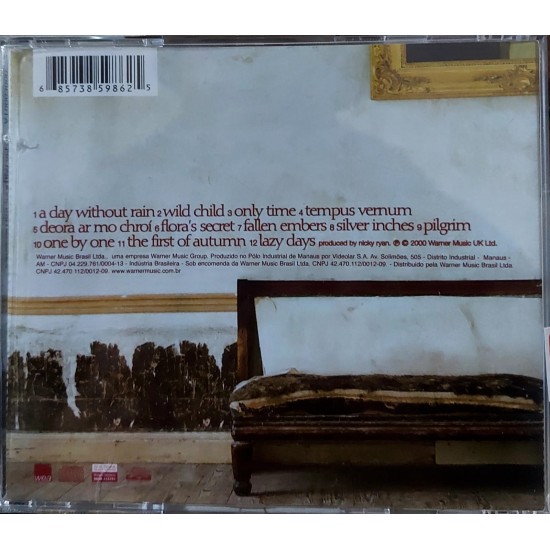 6 85738 59862 5
1 a day without rain 2 wild child 3 only time 4 tempus vernum
5 deora ar mo chroí 6 flora's secret 7 fallen embers 8 silver inches 9 pilgrim
10 one by one 11 the first of autumn 12 lazy days produced by nicky ryan. ℗ © 2000 Warner Music UK Ltd.
Warner Music Brasil Ltda., uma empresa Warner Music Group. Produzido no Pólo Industrial de Manaus por Videolar S.A. Av. Solimões, 505 - Distrito Industrial - Manaus -
AM - CNPJ 04.229.761/0004-13 - Indústria Brasileira - Sob encomenda da Warner Music Brasil Ltda. CNPJ 42.470.112/0012-09. - Distribuído pela Warner Music Brasil Ltda.
CNPJ 42.470.112/0012-09. www.warnermusic.com.br
wea